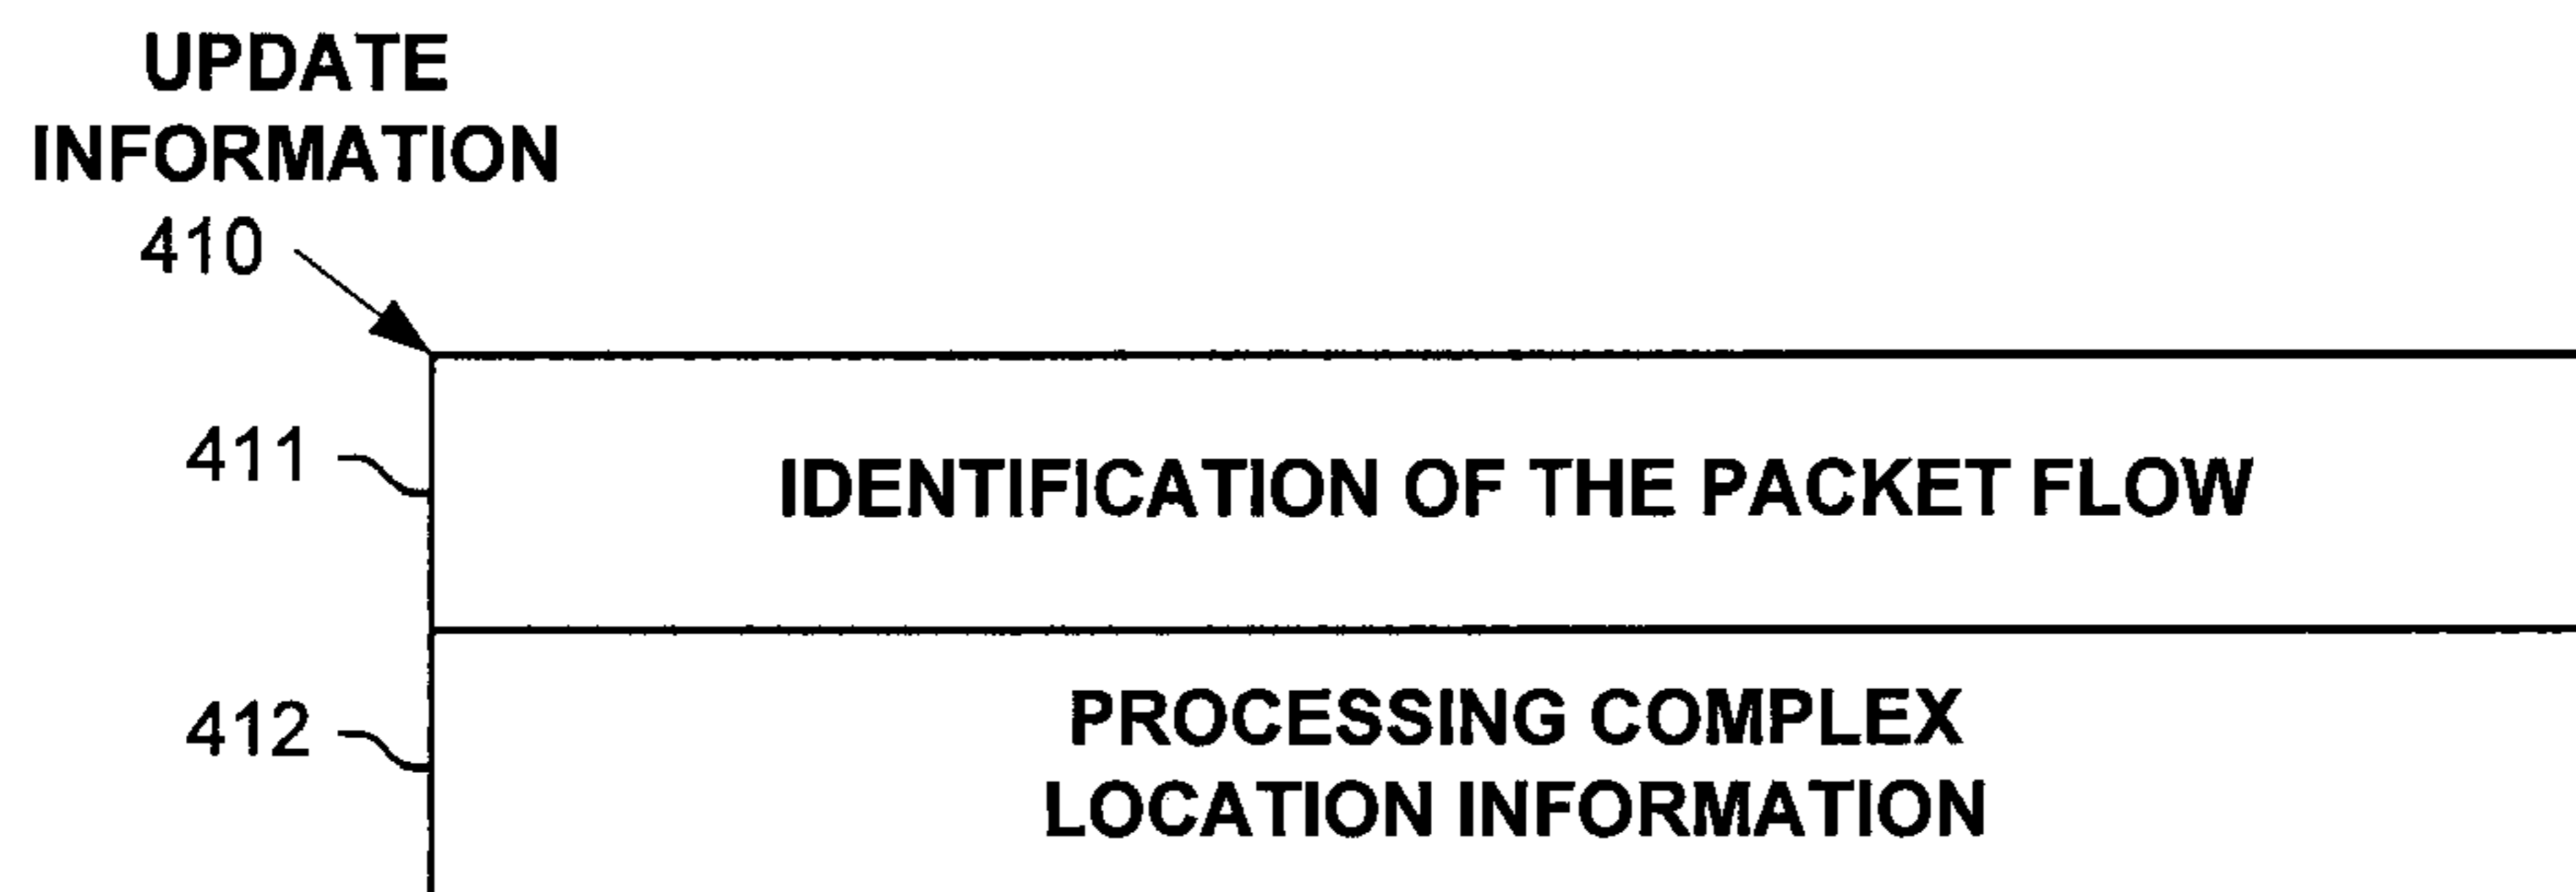 UPDATE
INFORMATION
410
411
IDENTIFICATION OF THE PACKET FLOW
412
PROCESSING COMPLEX
LOCATION INFORMATION